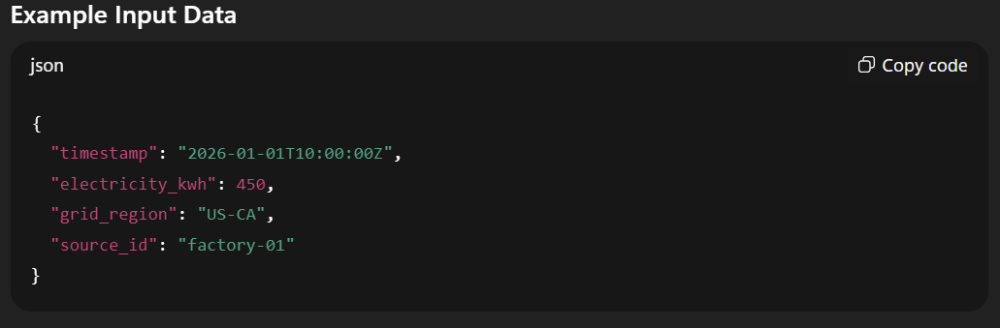 Example Input Data
json
Copy code
{
"timestamp": "2026-01-01T10:00:00Z",
"electricity_kwh": 450,
"grid_region": "US-CA",
"source_id": "factory-01"
}